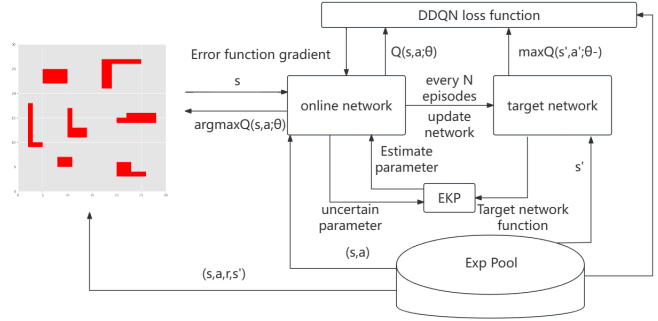 DDQN loss function
Error function gradient
Q(s,a;θ)
maxQ(s',a';θ-)
s
online network
every N
episodes
update
network
target network
argmaxQ(s,a;θ)
Estimate
parameter
s'
EKP
uncertain
parameter
Target network
function
(s,a)
Exp Pool
(s,a,r,s')